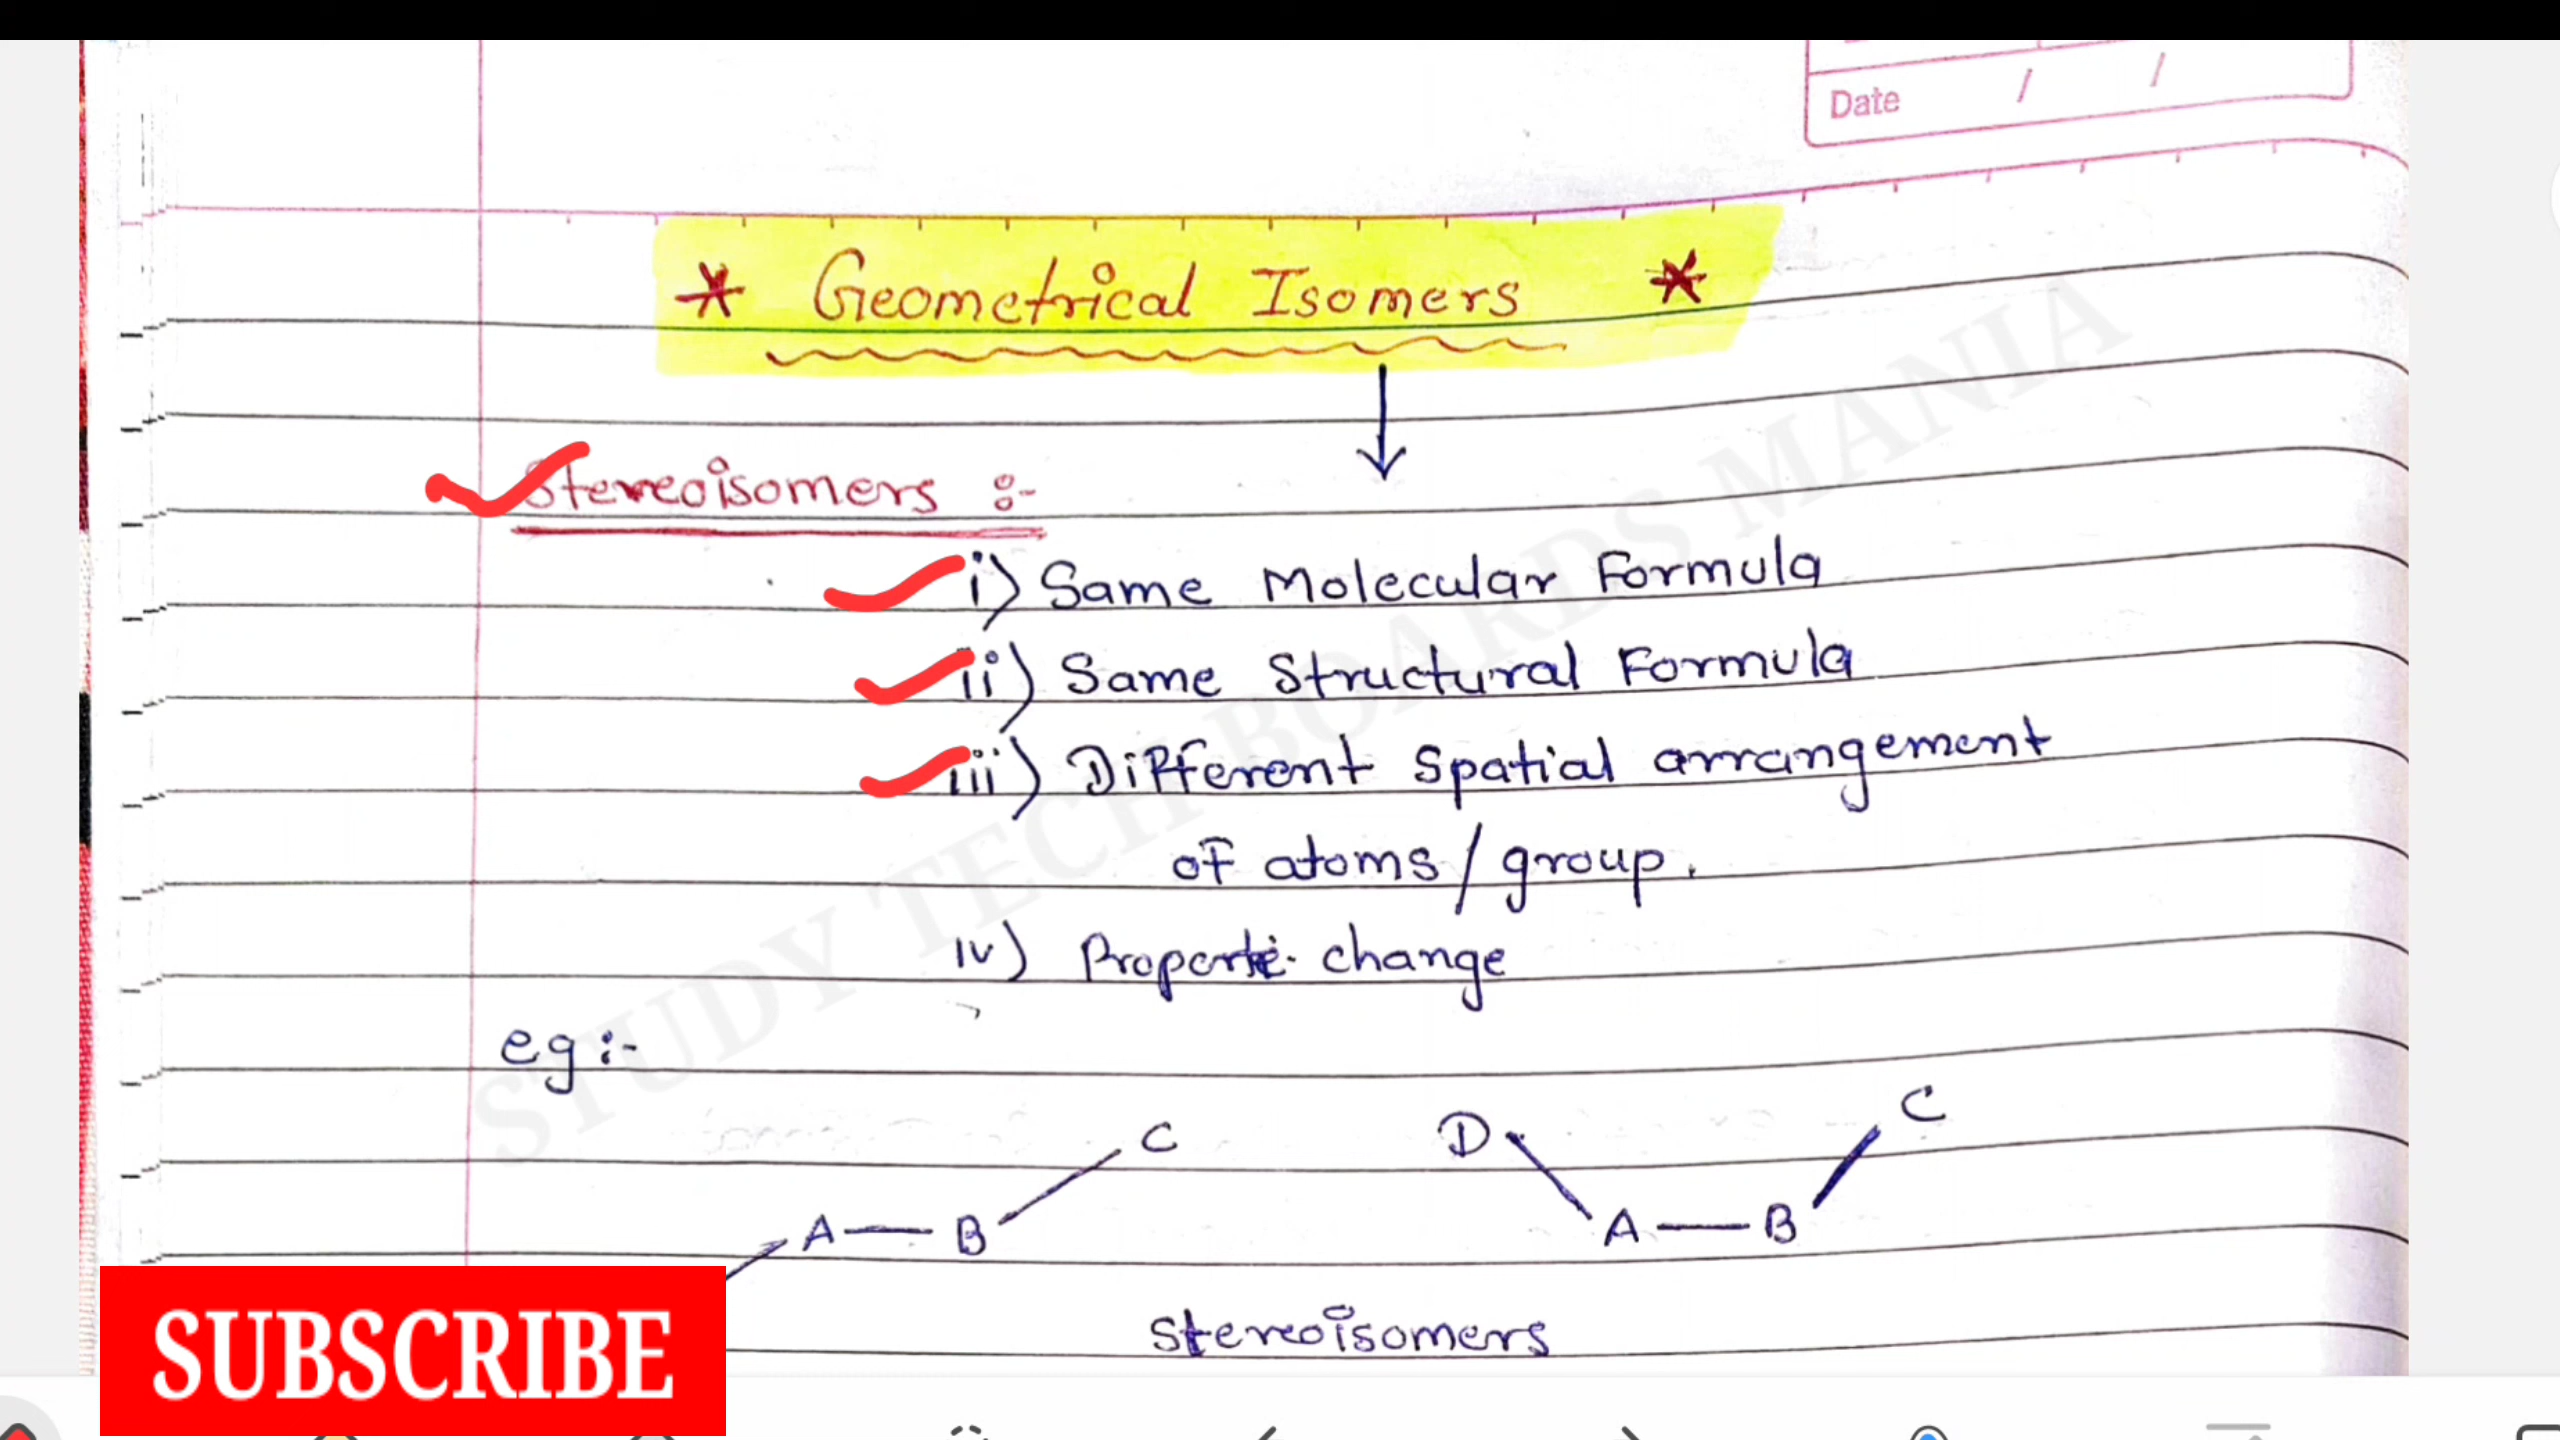 Date / /
* Geometrical Isomers *
Stereoisomers :-
i) Same Molecular Formula
ii) Same Structural Formula
iii) Different Spatial arrangement
of atoms / group.
iv) change
eg :-
C D C
A — B A — B
Stereoisomers
STUDY TECH BOARDS MANIA
SUBSCRIBE